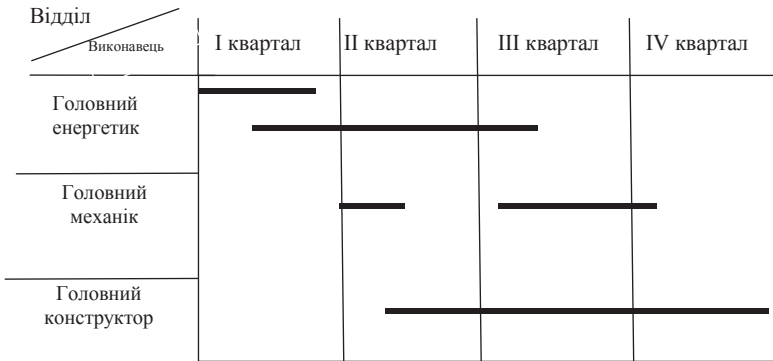 Відділ
Виконавець
І квартал
ІІ квартал
ІІІ квартал
IV квартал
Головний
енергетик
Головний
механік
Головний
конструктор